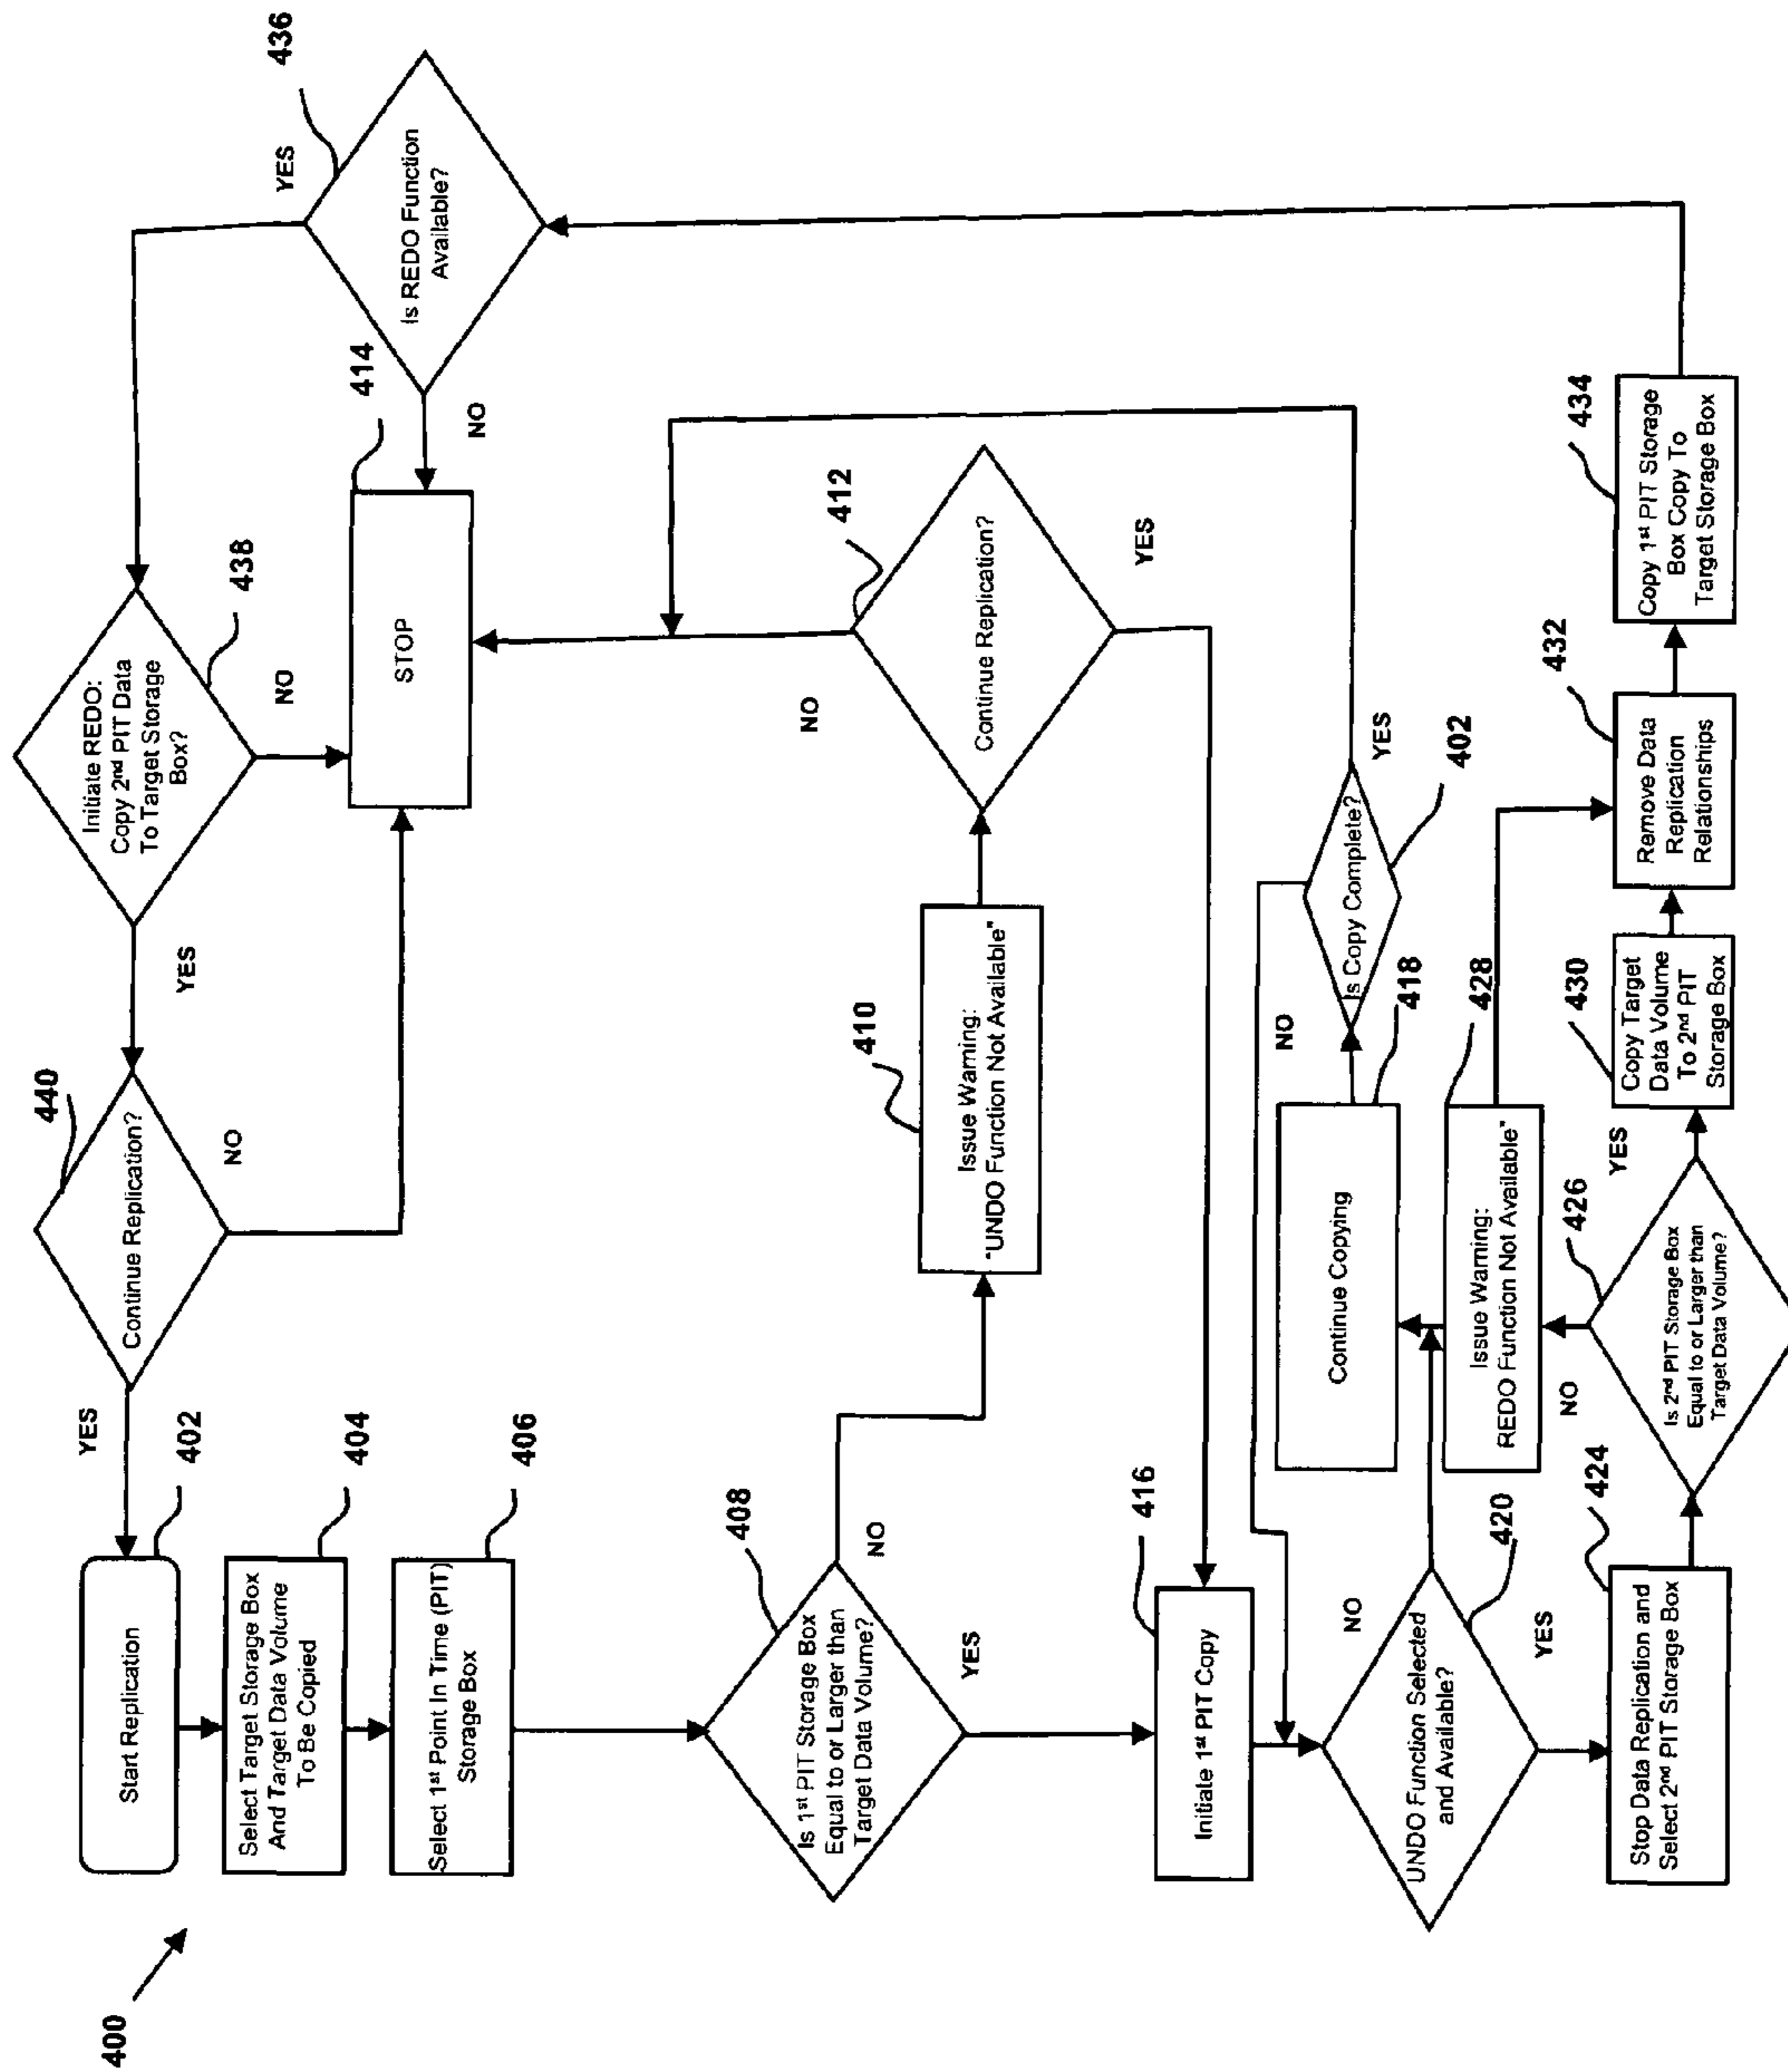 400
Start Replication
402
Select Target Storage Box
And Target Data Volume
To Be Copied
404
Select 1st Point In Time (PIT)
Storage Box
406
Is 1st PIT Storage Box
Equal to or Larger than
Target Data Volume?
408
NO
YES
Issue Warning:
"UNDO Function Not Available"
410
Continue Replication?
412
NO
YES
STOP
414
Initiate 1st PIT Copy
416
UNDO Function Selected
and Available?
420
NO
YES
Continue Copying
418
Is Copy Complete?
402
NO
YES
Stop Data Replication and
Select 2nd PIT Storage Box
424
Is 2nd PIT Storage Box
Equal to or Larger than
Target Data Volume?
426
NO
YES
Issue Warning:
REDO Function Not Available"
428
Copy Target
Data Volume
To 2nd PIT
Storage Box
430
Remove Data
Replication
Relationships
432
Copy 1st PIT Storage
Box Copy To
Target Storage Box
434
Is REDO Function
Available?
436
YES
NO
Initiate REDO:
Copy 2nd PIT Data
To Target Storage
Box?
438
NO
YES
Continue Replication?
440
NO
YES